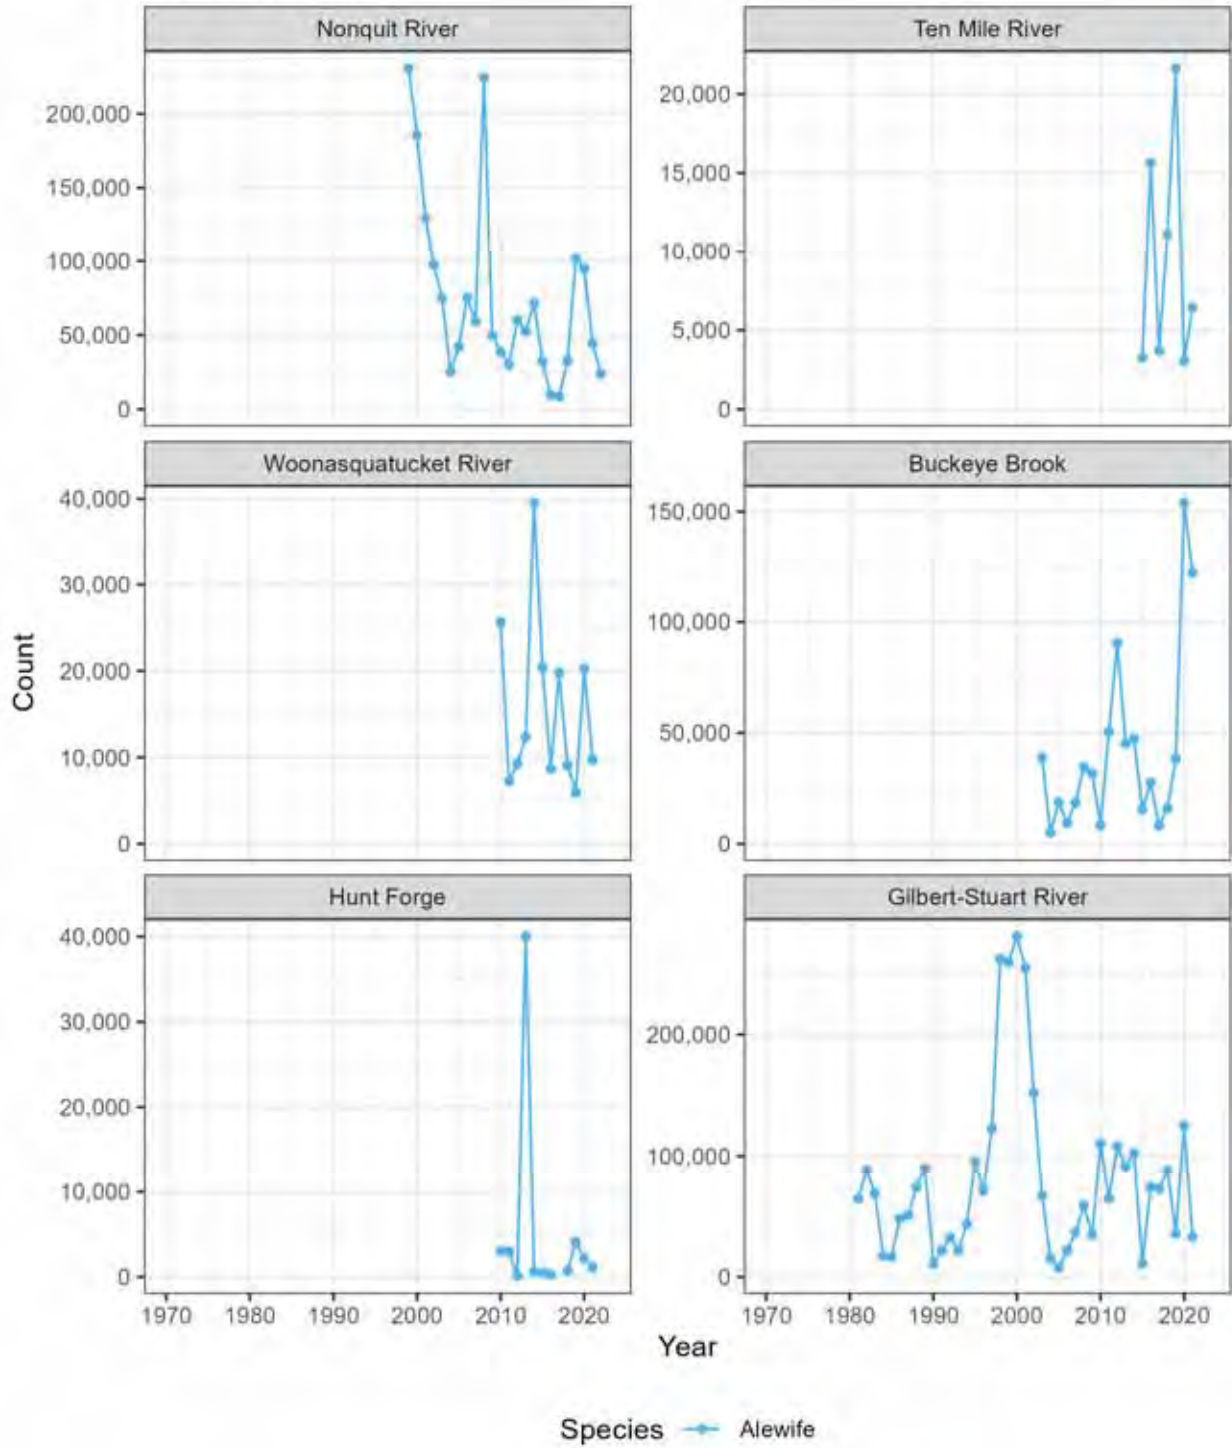 Nonquit River
Ten Mile River
200,000
150,000
100,000
50,000
0
20,000
15,000
10,000
5,000
0
Woonasquatucket River
Buckeye Brook
40,000
30,000
20,000
10,000
0
150,000
100,000
50,000
0
Count
Hunt Forge
Gilbert-Stuart River
40,000
30,000
20,000
10,000
0
200,000
100,000
0
1970 1980 1990 2000 2010 2020
1970 1980 1990 2000 2010 2020
Year
Species Alewife